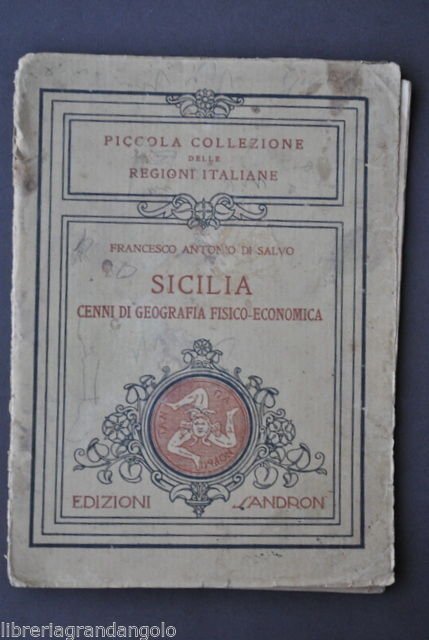 PICCOLA COLLEZIONE
DELLE
REGIONI ITALIANE
FRANCESCO ANTONIO DI SALVO
SICILIA
CENNI DI GEOGRAFIA FISICO-ECONOMICA
EDIZIONI SANDRON
libreriagrandangolo